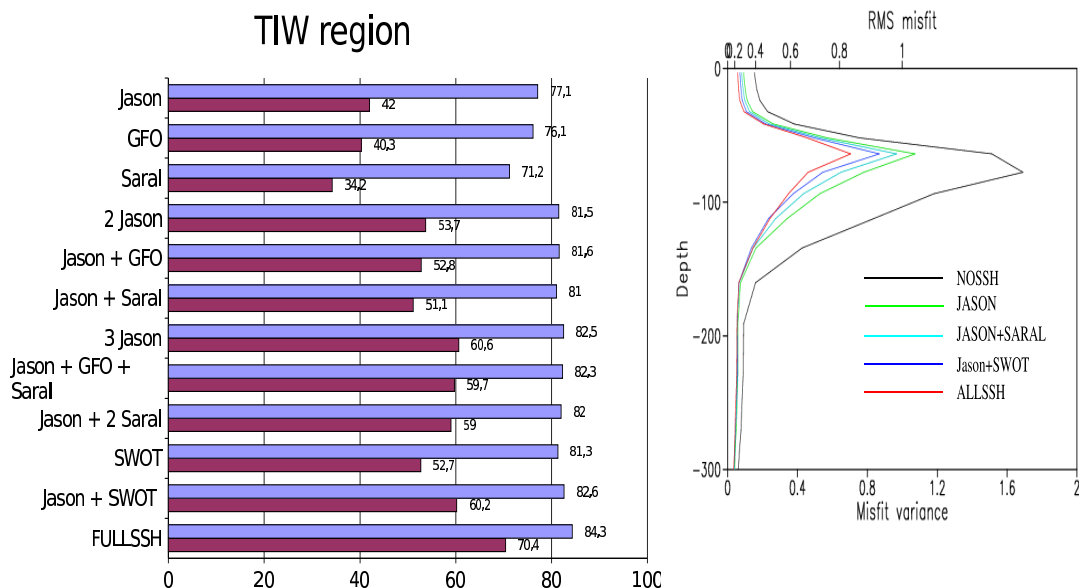 TIW region
Jason
77,1
42
GFO
76,1
40,3
Saral
71,2
34,2
2 Jason
81,5
53,7
Jason + GFO
81,6
52,8
Jason + Saral
81
51,1
3 Jason
82,5
60,6
Jason + GFO +
Saral
82,3
59,7
Jason + 2 Saral
82
59
SWOT
81,3
52,7
Jason + SWOT
82,6
60,2
FULLSSH
84,3
70,4
0 20 40 60 80 100
RMS misfit
0 0.2 0.4 0.6 0.8 1
0
-100
-200
-300
Depth
NOSSH
JASON
JASON+SARAL
Jason+SWOT
ALLSSH
0 0.4 0.8 1.2 1.6 2
Misfit variance